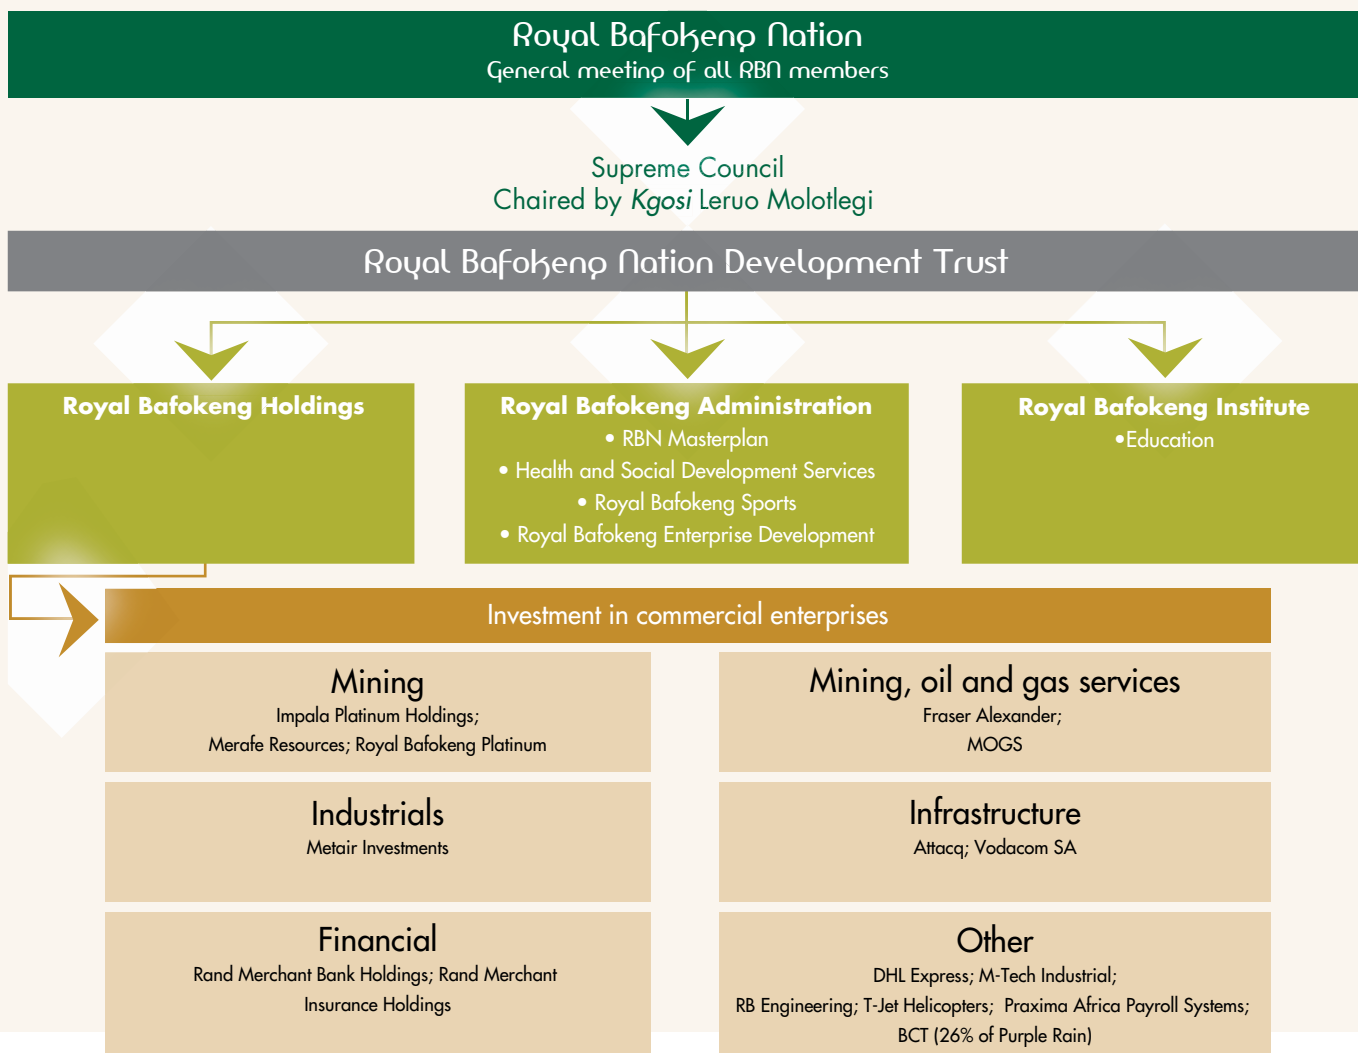 Royal Bafokeng Nation
General meeting of all RBN members
Supreme Council
Chaired by Kgosi Leruo Molotlegi
Royal Bafokeng Nation Development Trust
Royal Bafokeng Holdings
Royal Bafokeng Administration
• RBN Masterplan
• Health and Social Development Services
• Royal Bafokeng Sports
• Royal Bafokeng Enterprise Development
Royal Bafokeng Institute
•Education
Investment in commercial enterprises
Mining
Impala Platinum Holdings;
Merafe Resources; Royal Bafokeng Platinum
Mining, oil and gas services
Fraser Alexander;
MOGS
Industrials
Metair Investments
Infrastructure
Attacq; Vodacom SA
Financial
Rand Merchant Bank Holdings; Rand Merchant
Insurance Holdings
Other
DHL Express; M-Tech Industrial;
RB Engineering; T-Jet Helicopters; Praxima Africa Payroll Systems;
BCT (26% of Purple Rain)